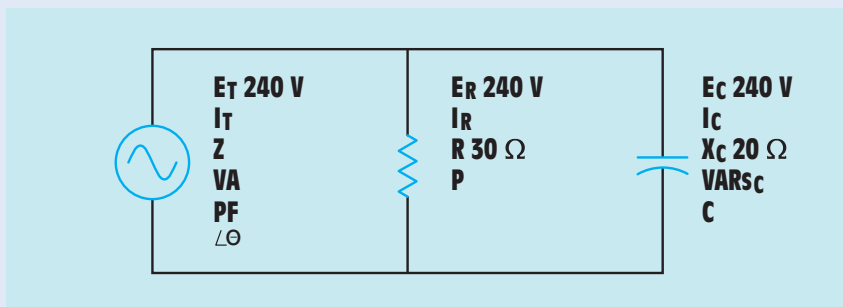 ET 240 V
IT
Z
VA
PF
∠Θ
ER 240 V
IR
R 30 Ω
P
EC 240 V
IC
XC 20 Ω
VARSC
C